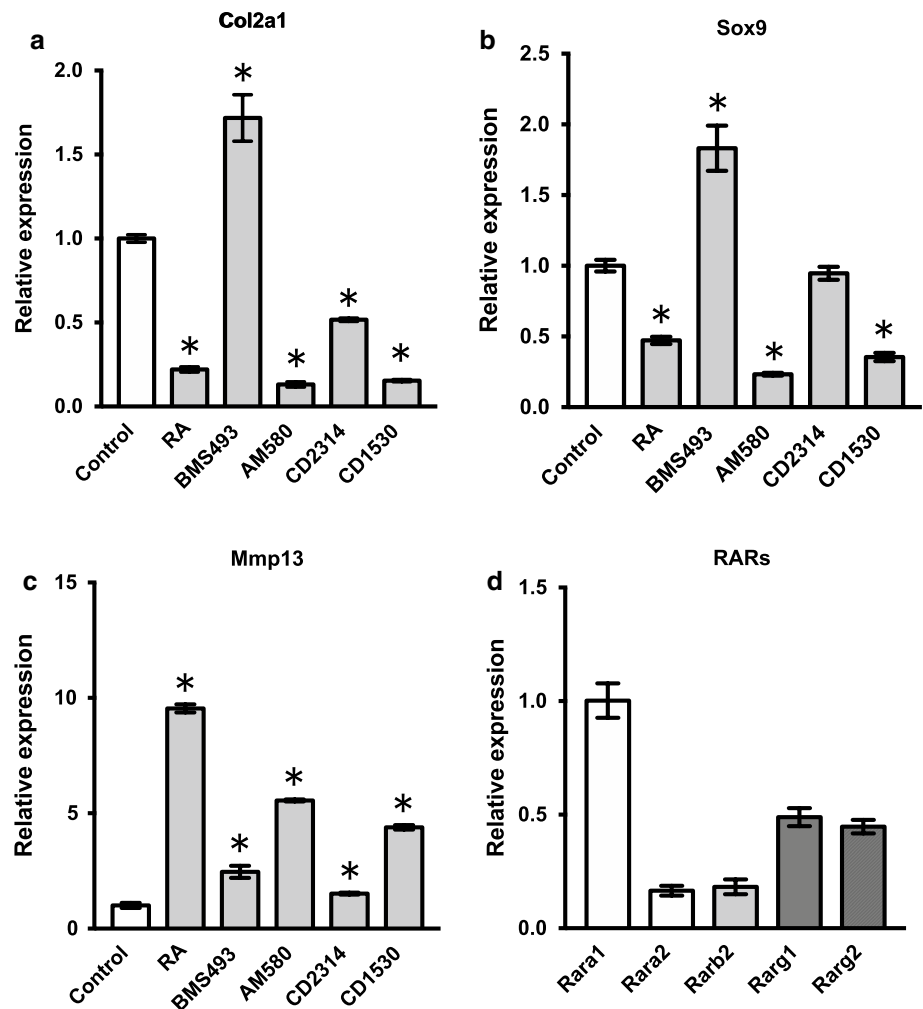 a
Col2a1
Relative expression
2.0
*
1.5
1.0
*
0.5
*
*
*
0.0
Control
RA
BMS493
AM580
CD2314
CD1530
b
Sox9
Relative expression
2.5
*
2.0
1.5
1.0
*
*
0.5
*
0.0
Control
RA
BMS493
AM580
CD2314
CD1530
c
Mmp13
Relative expression
15
*
10
*
*
5
*
*
0
Control
RA
BMS493
AM580
CD2314
CD1530
d
RARs
Relative expression
1.5
1.0
0.5
0.0
Rara1
Rara2
Rarb2
Rarg1
Rarg2